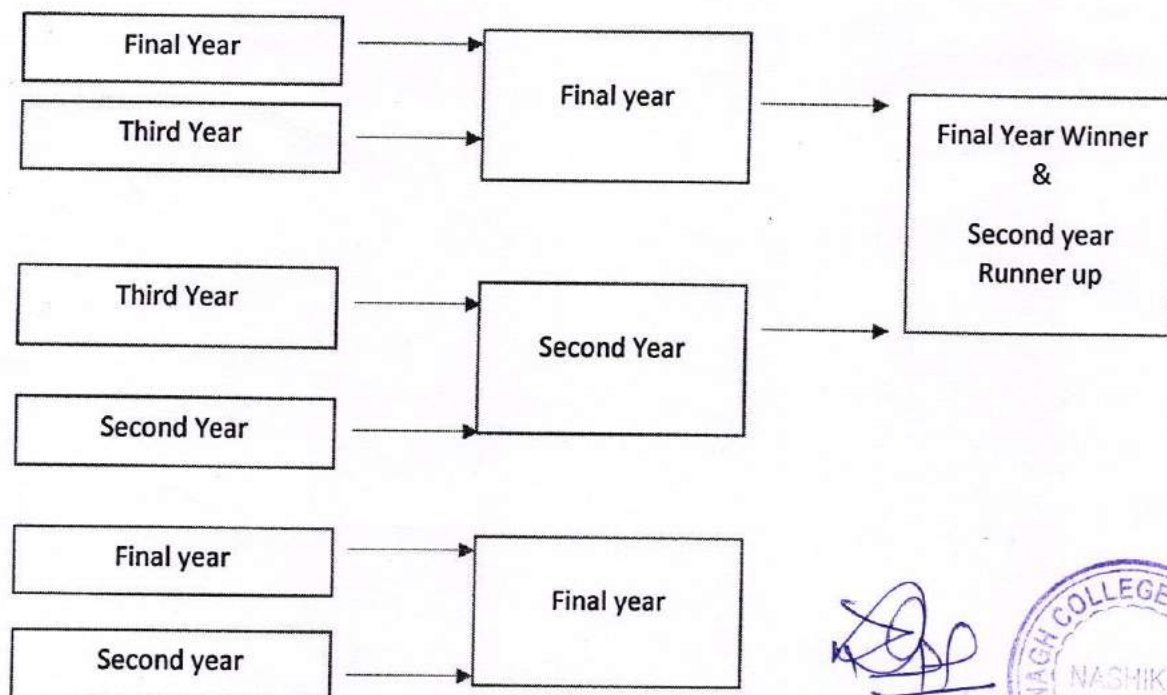 Final Year
Third Year
Final year
Final Year Winner
&
Second year
Runner up
Third Year
Second Year
Second Year
Final year
Second year
Final year
COLLEGE
NASHIK